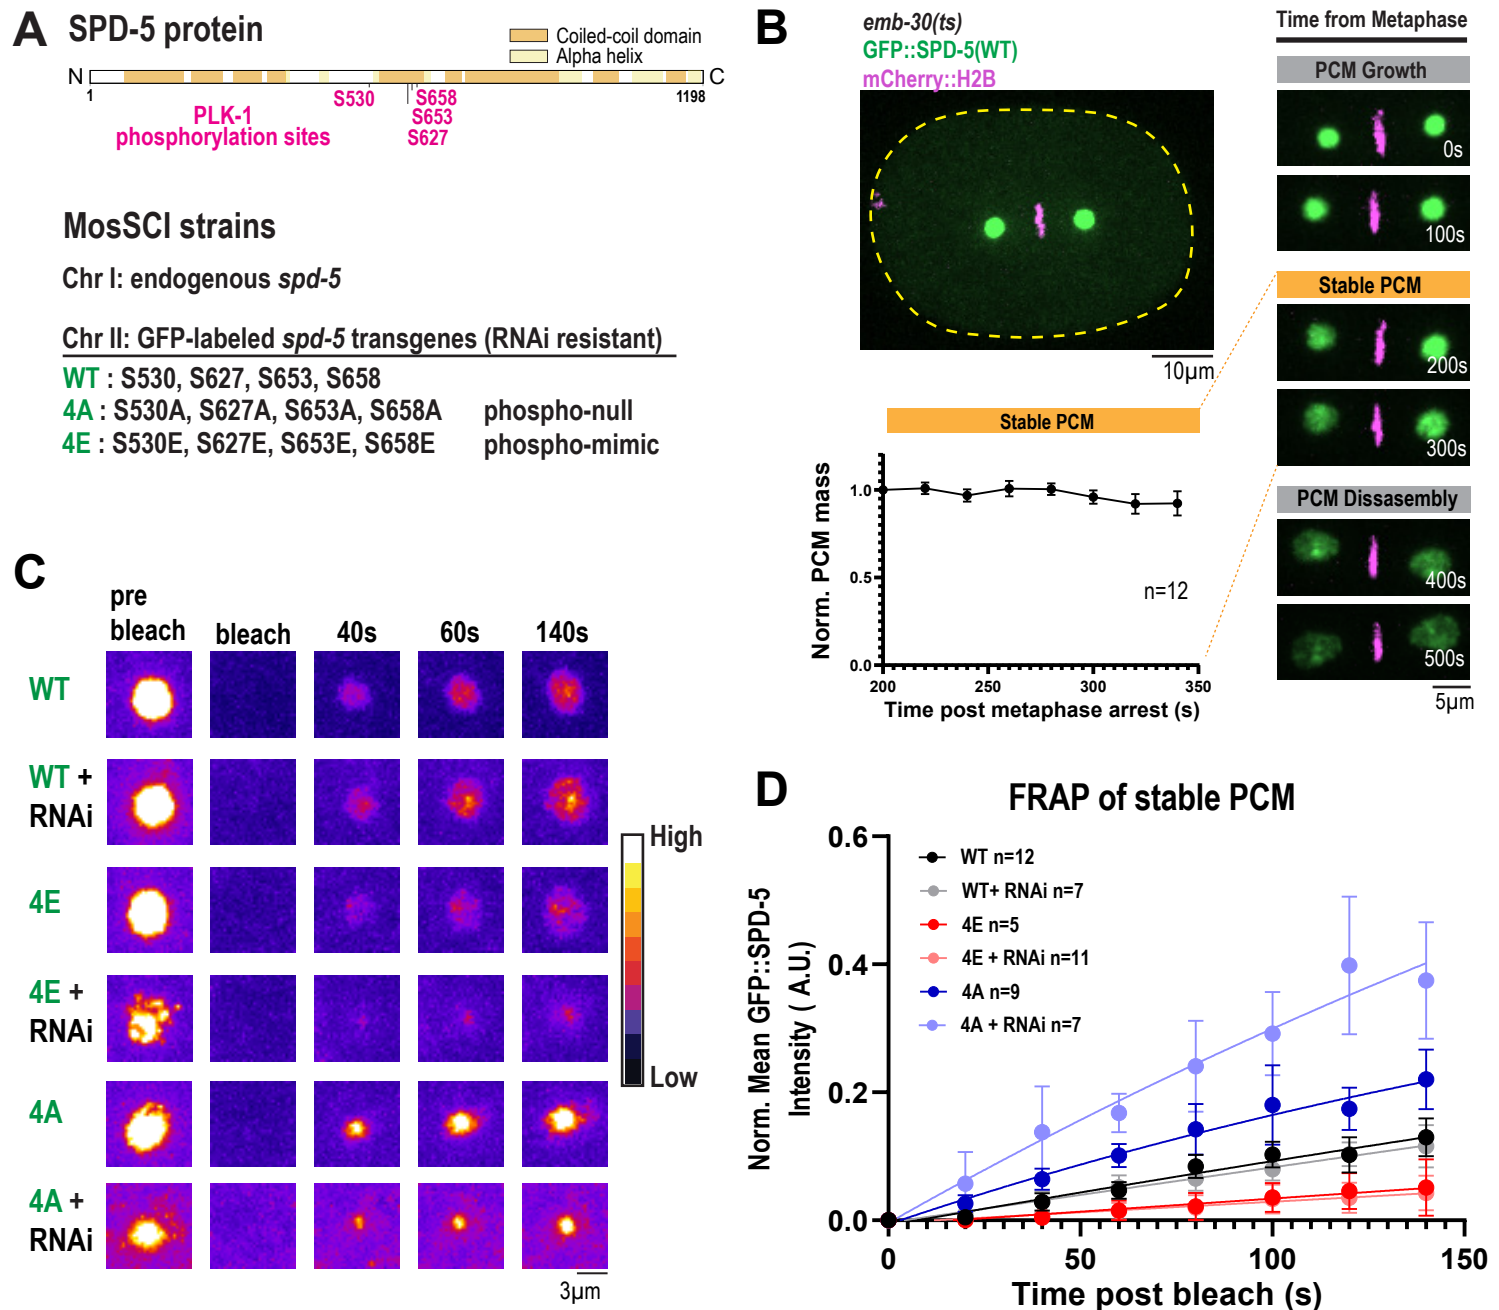 A SPD-5 protein
Coiled-coil domain
Alpha helix
N C
1 1198
S530 S658
PLK-1 S653
phosphorylation sites S627
MosSCI strains
Chr I: endogenous spd-5
Chr II: GFP-labeled spd-5 transgenes (RNAi resistant)
WT : S530, S627, S653, S658
4A : S530A, S627A, S653A, S658A phospho-null
4E : S530E, S627E, S653E, S658E phospho-mimic
B
emb-30(ts)
GFP::SPD-5(WT)
mCherry::H2B
10µm
Stable PCM
Norm. PCM mass
1.0
0.5
0.0
n=12
200 250 300 350
Time post metaphase arrest (s)
Time from Metaphase
PCM Growth
0s
100s
Stable PCM
200s
300s
PCM Dissasembly
400s
500s
5µm
C
pre
bleach bleach 40s 60s 140s
WT
WT +
RNAi
4E
4E +
RNAi
4A
4A +
RNAi
High
Low
3µm
D
FRAP of stable PCM
Norm. Mean GFP::SPD-5
Intensity ( A.U.)
0.6
0.4
0.2
0.0
WT n=12
WT+ RNAi n=7
4E n=5
4E + RNAi n=11
4A n=9
4A + RNAi n=7
0 50 100 150
Time post bleach (s)